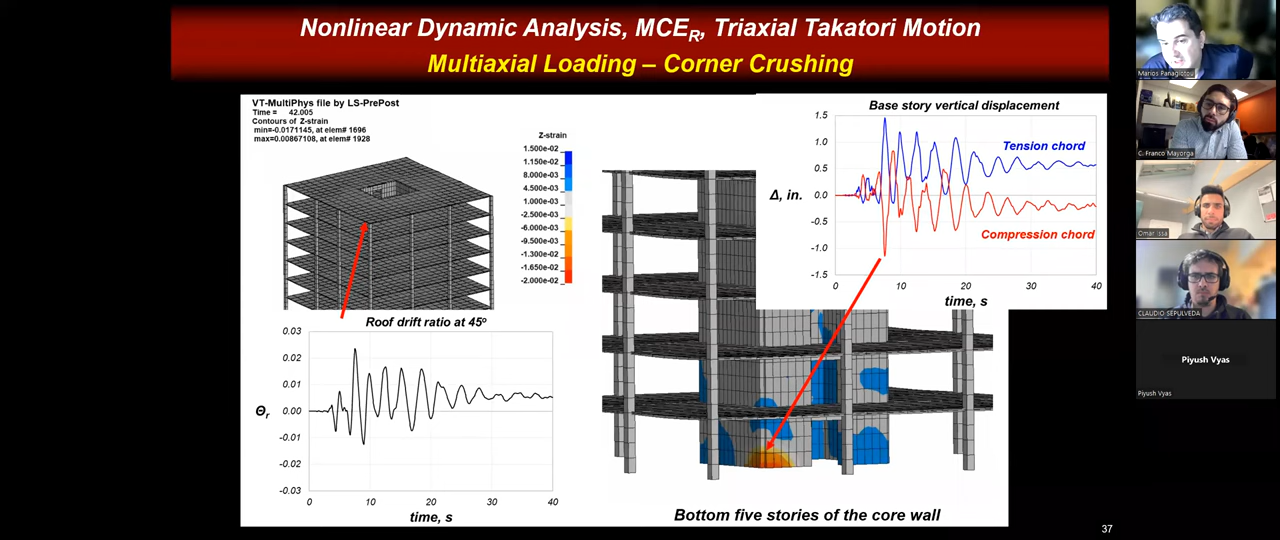 Nonlinear Dynamic Analysis, MCER, Triaxial Takatori Motion
Multiaxial Loading – Corner Crushing
VT-MultiPhys file by LS-PrePost
Time = 42.005
Contours of Z-strain
min=-0.0171145, at elem# 1696
max=0.00867108, at elem# 1928
Z-strain
1.500e-02
1.150e-02
8.000e-03
4.500e-03
1.000e-03
-2.500e-03
-6.000e-03
-9.500e-03
-1.300e-02
-1.650e-02
-2.000e-02
Roof drift ratio at 45º
0.03
0.02
0.01
0.00
-0.01
-0.02
-0.03
Θr
0 10 20 30 40
time, s
Base story vertical displacement
1.5
1.0
0.5
0.0
-0.5
-1.0
-1.5
Δ, in.
Tension chord
Compression chord
0 10 20 30 40
time, s
Bottom five stories of the core wall
37
Marios Panagiotou
C. Franco Mayorga
Omar Issa
CLAUDIO SEPULVEDA
Piyush Vyas
Piyush Vyas